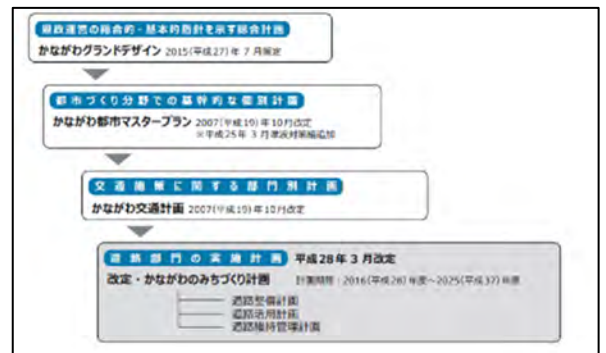 県政運営の総合的・基本的指針を示す総合計画
かながわグランドデザイン 2015(平成27)年 7月策定
都市づくり分野での基幹的な個別計画
かながわ都市マスタープラン 2007(平成19)年10月改定
※平成25年 3月津波対策編追加
交通施策に関する部門別計画
かながわ交通計画 2007(平成19)年10月改定
道路部門の実施計画 平成28年 3月改定
改定・かながわのみちづくり計画 計画期間：2016(平成28)年度～2025(平成37)年度
道路整備計画
道路活用計画
道路維持管理計画